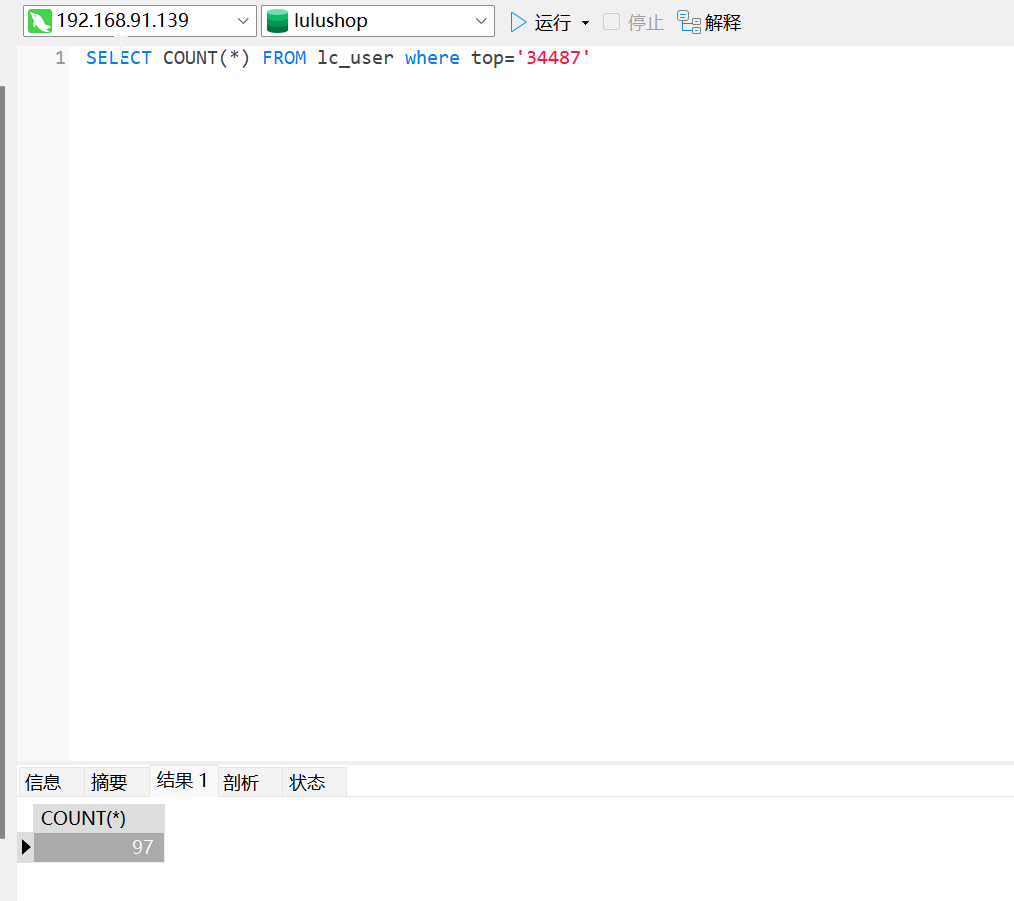 192.168.91.139 lulushop 运行 停止 解释
1 SELECT COUNT(*) FROM lc_user where top='34487'
信息 摘要 结果 1 剖析 状态
COUNT(*)
97